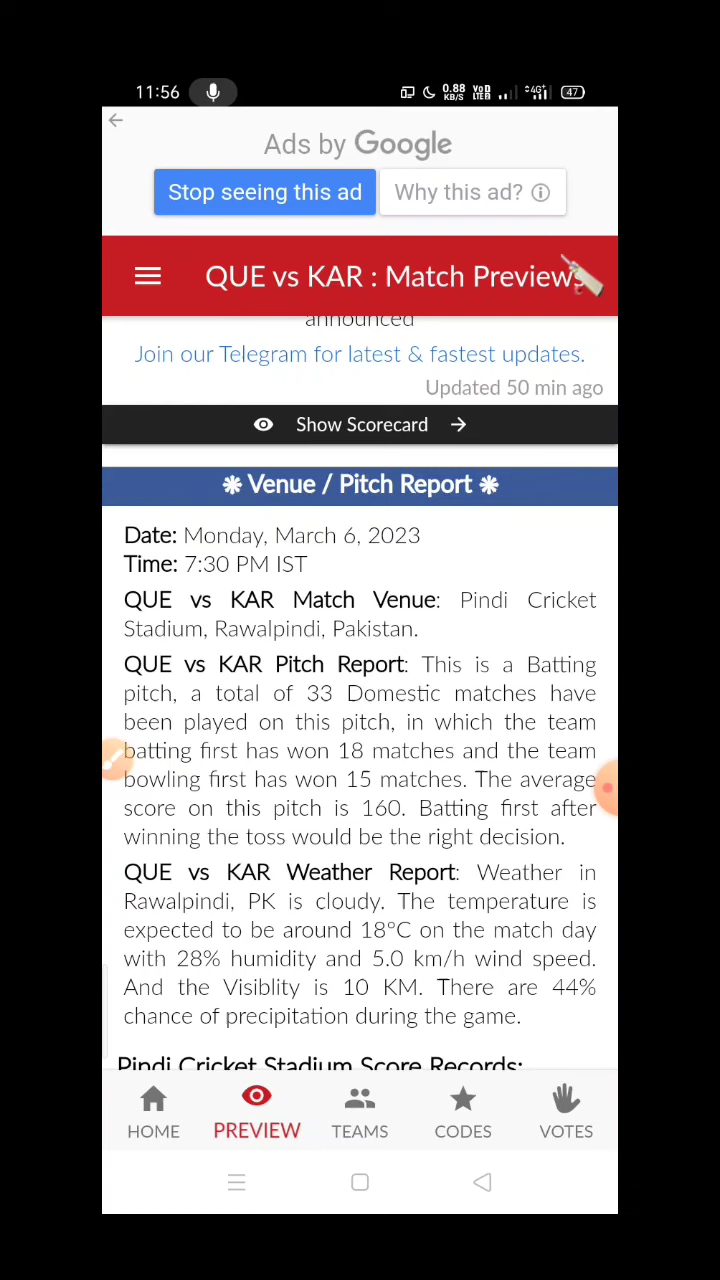 11:56
0.88 KB/S
VoD LTED
4G+
47
Ads by Google
Stop seeing this ad
Why this ad?
QUE vs KAR : Match Previews
announced
Join our Telegram for latest & fastest updates.
Updated 50 min ago
Show Scorecard
Venue / Pitch Report
Date: Monday, March 6, 2023
Time: 7:30 PM IST
QUE vs KAR Match Venue: Pindi Cricket
Stadium, Rawalpindi, Pakistan.
QUE vs KAR Pitch Report: This is a Batting
pitch, a total of 33 Domestic matches have
been played on this pitch, in which the team
batting first has won 18 matches and the team
bowling first has won 15 matches. The average
score on this pitch is 160. Batting first after
winning the toss would be the right decision.
QUE vs KAR Weather Report: Weather in
Rawalpindi, PK is cloudy. The temperature is
expected to be around 18°C on the match day
with 28% humidity and 5.0 km/h wind speed.
And the Visiblity is 10 KM. There are 44%
chance of precipitation during the game.
Pindi Cricket Stadium Score Records:
HOME
PREVIEW
TEAMS
CODES
VOTES